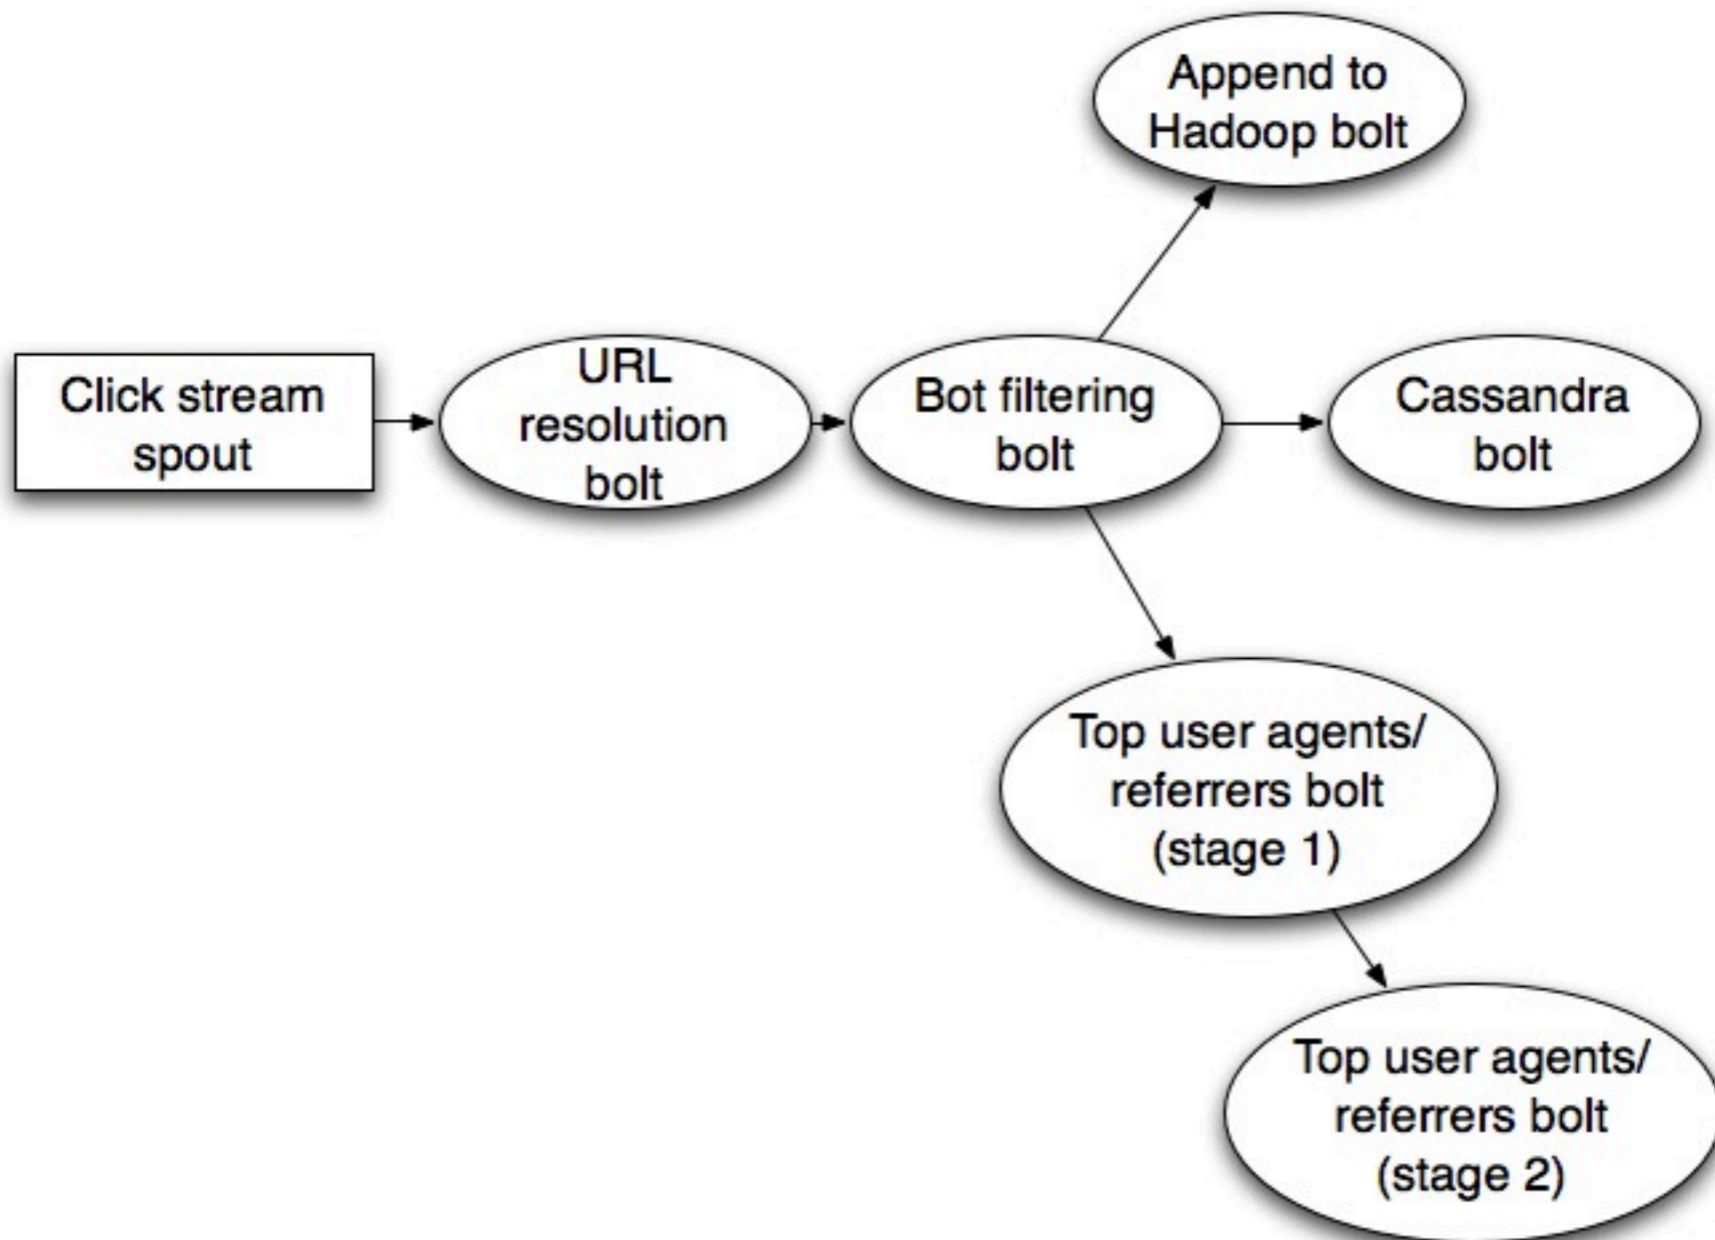 Append to
Hadoop bolt
Click stream
spout
URL
resolution
bolt
Bot filtering
bolt
Cassandra
bolt
Top user agents/
referrers bolt
(stage 1)
Top user agents/
referrers bolt
(stage 2)